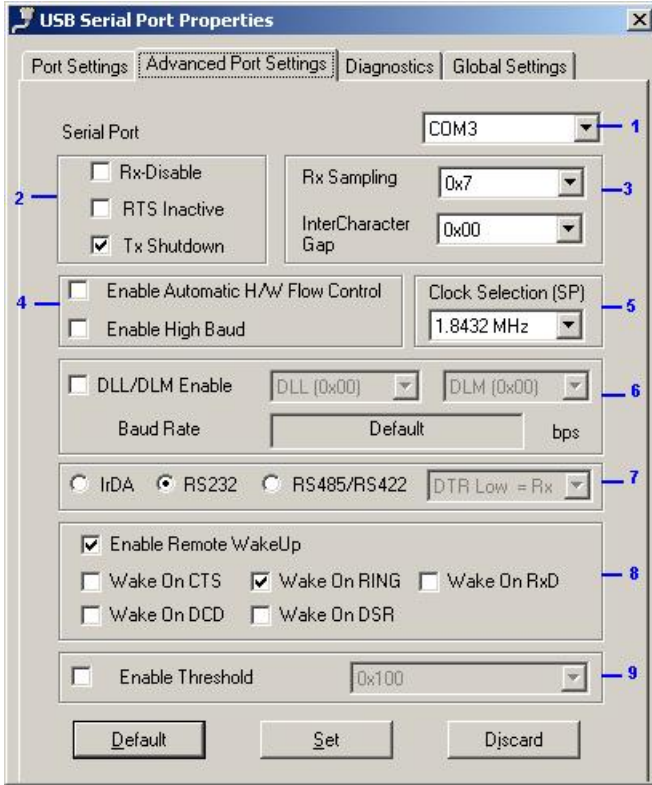 USB Serial Port Properties
Port Settings Advanced Port Settings Diagnostics Global Settings
Serial Port COM3 1
2 Rx-Disable
RTS Inactive
Tx Shutdown
Rx Sampling 0x7 3
InterCharacter Gap 0x00
4 Enable Automatic H/W Flow Control
Enable High Baud
Clock Selection (SP) 5
1.8432 MHz
DLL/DLM Enable DLL (0x00) DLM (0x00) 6
Baud Rate Default bps
IrDA RS232 RS485/RS422 DTR Low = Rx 7
Enable Remote WakeUp
Wake On CTS Wake On RING Wake On RxD 8
Wake On DCD Wake On DSR
Enable Threshold 0x100 9
Default Set Discard